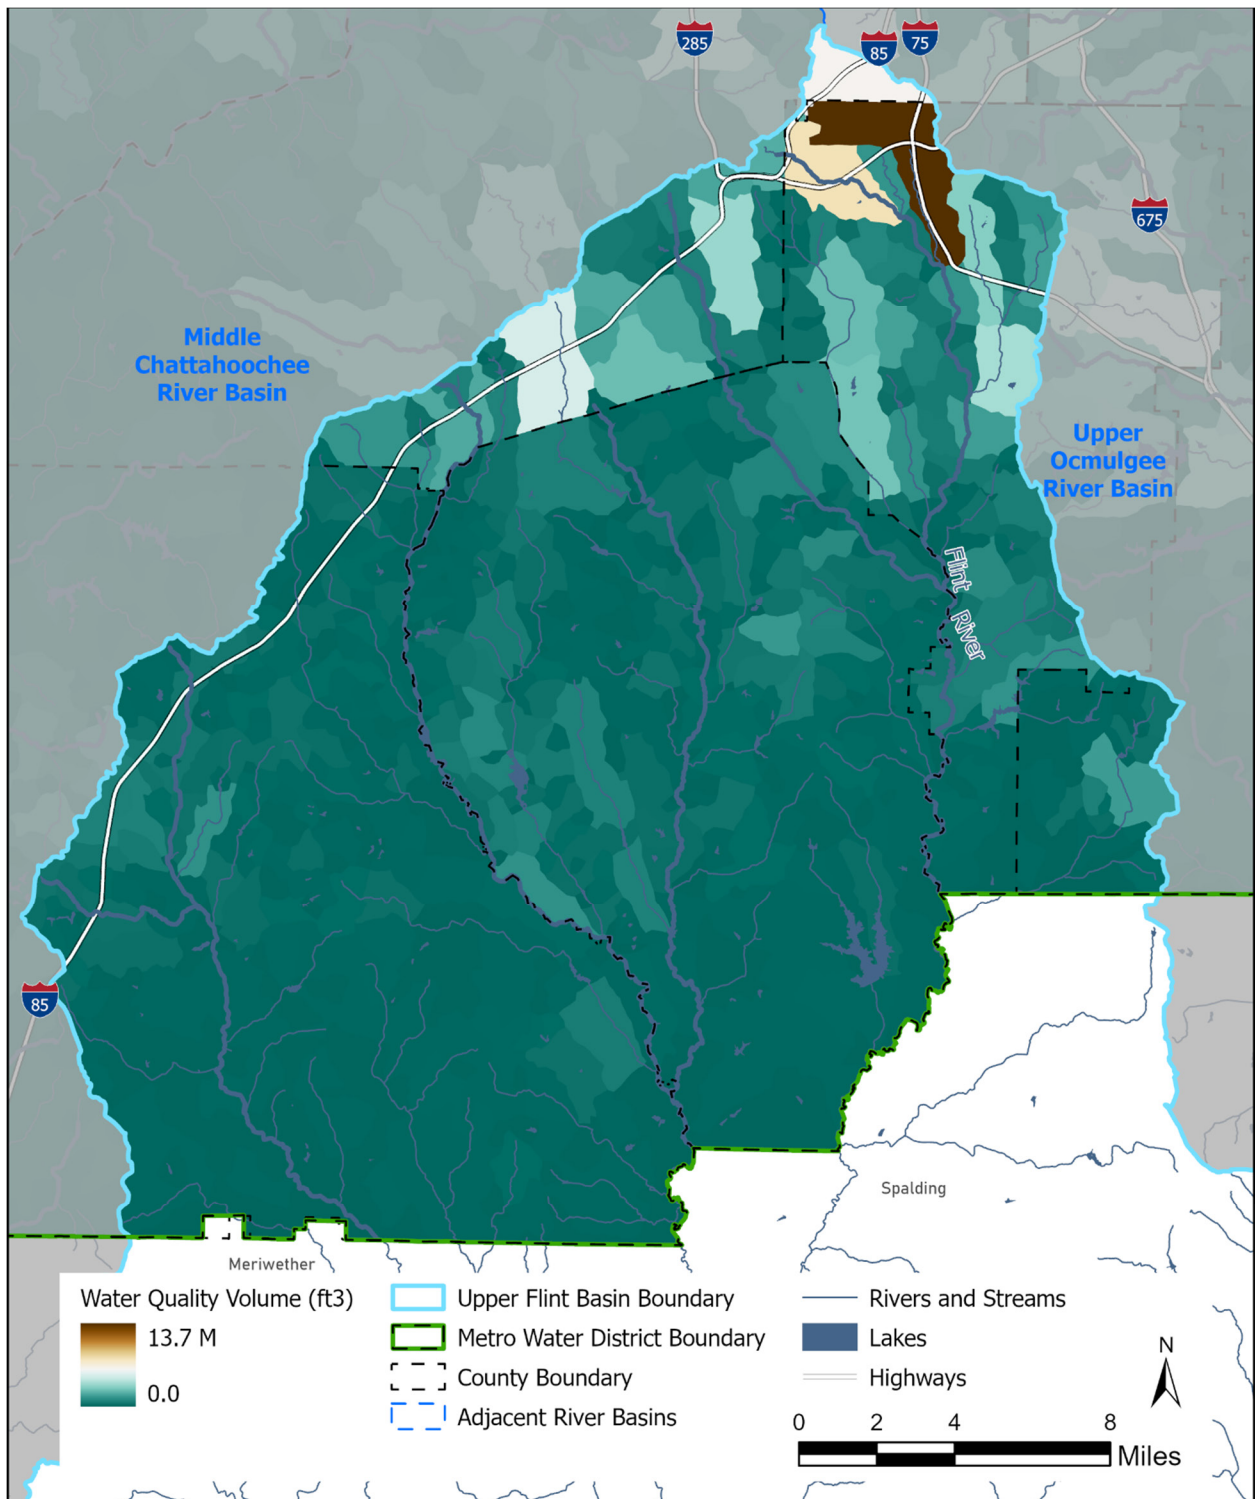 285
85
75
675
Middle
Chattahoochee
River Basin
Upper
Ocmulgee
River Basin
Flint River
85
Spalding
Meriwether
Water Quality Volume (ft3)
13.7 M
0.0
Upper Flint Basin Boundary
Metro Water District Boundary
County Boundary
Adjacent River Basins
Rivers and Streams
Lakes
Highways
N
0 2 4 8
Miles